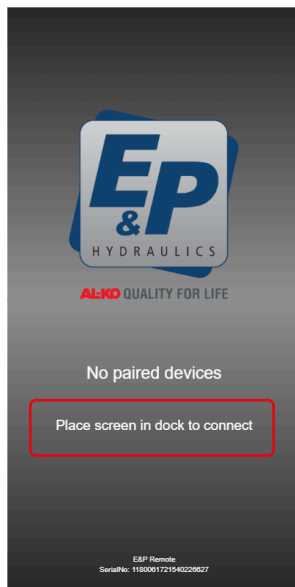 E&P
HYDRAULICS
AL-KO QUALITY FOR LIFE
No paired devices
Place screen in dock to connect
E&P Remote
SerialNo: 1180061721540226627